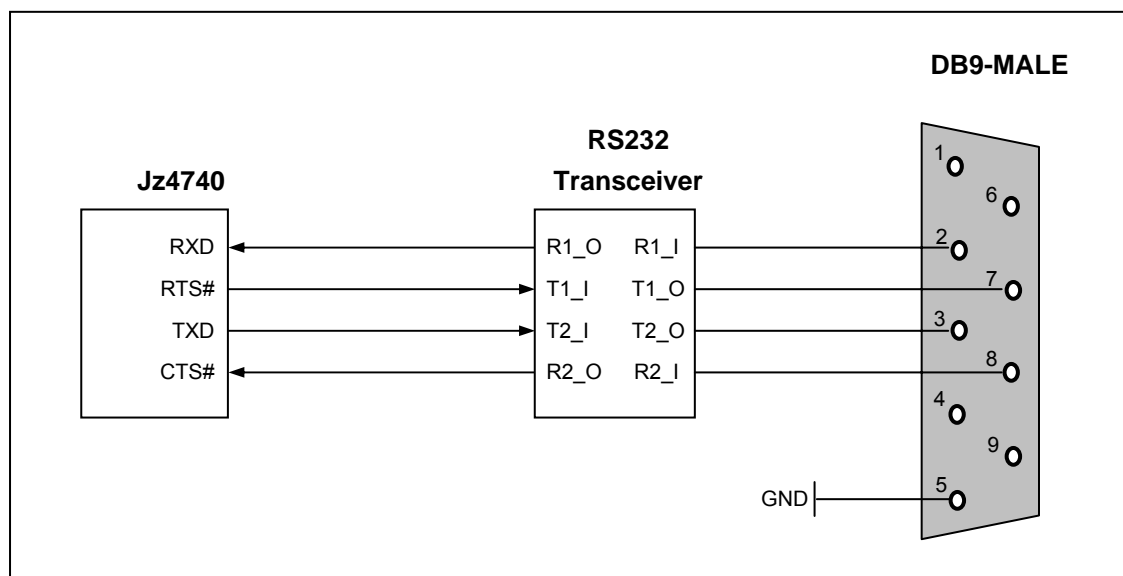 DB9-MALE
RS232
Transceiver
Jz4740
1
6
RXD
R1_O R1_I
2
RTS#
T1_I T1_O
7
TXD
T2_I T2_O
3
CTS#
R2_O R2_I
8
4
9
GND
5